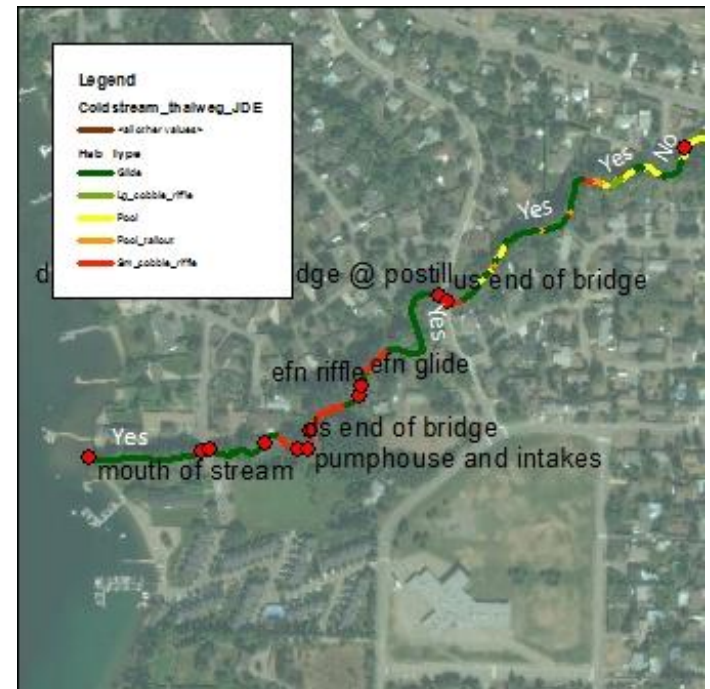 Legend
Coldstream_thalweg_JDE
<all other values>
Hab_Type
Glide
Lg_cobble_riffle
Pool
Pool_tailout
Sm_cobble_riffle
No
Yes
Yes
d
dge @ postill
us end of bridge
Yes
efn riffle
efn glide
Yes
ds end of bridge
mouth of stream
pumphouse and intakes